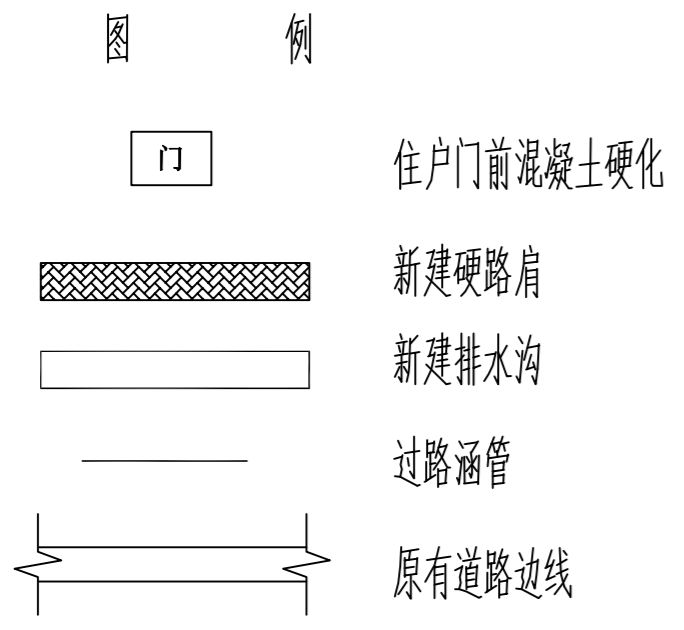 图 例
门 住户门前混凝土硬化
新建硬路肩
新建排水沟
过路涵管
原有道路边线